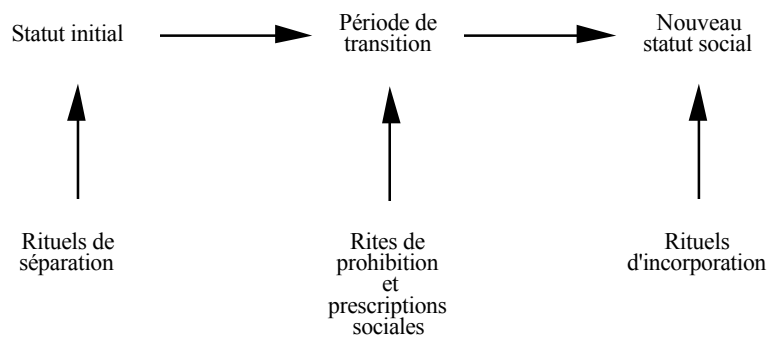 Statut initial
Période de
transition
Nouveau
statut social
Rituels de
séparation
Rites de
prohibition
et
prescriptions
sociales
Rituels
d'incorporation